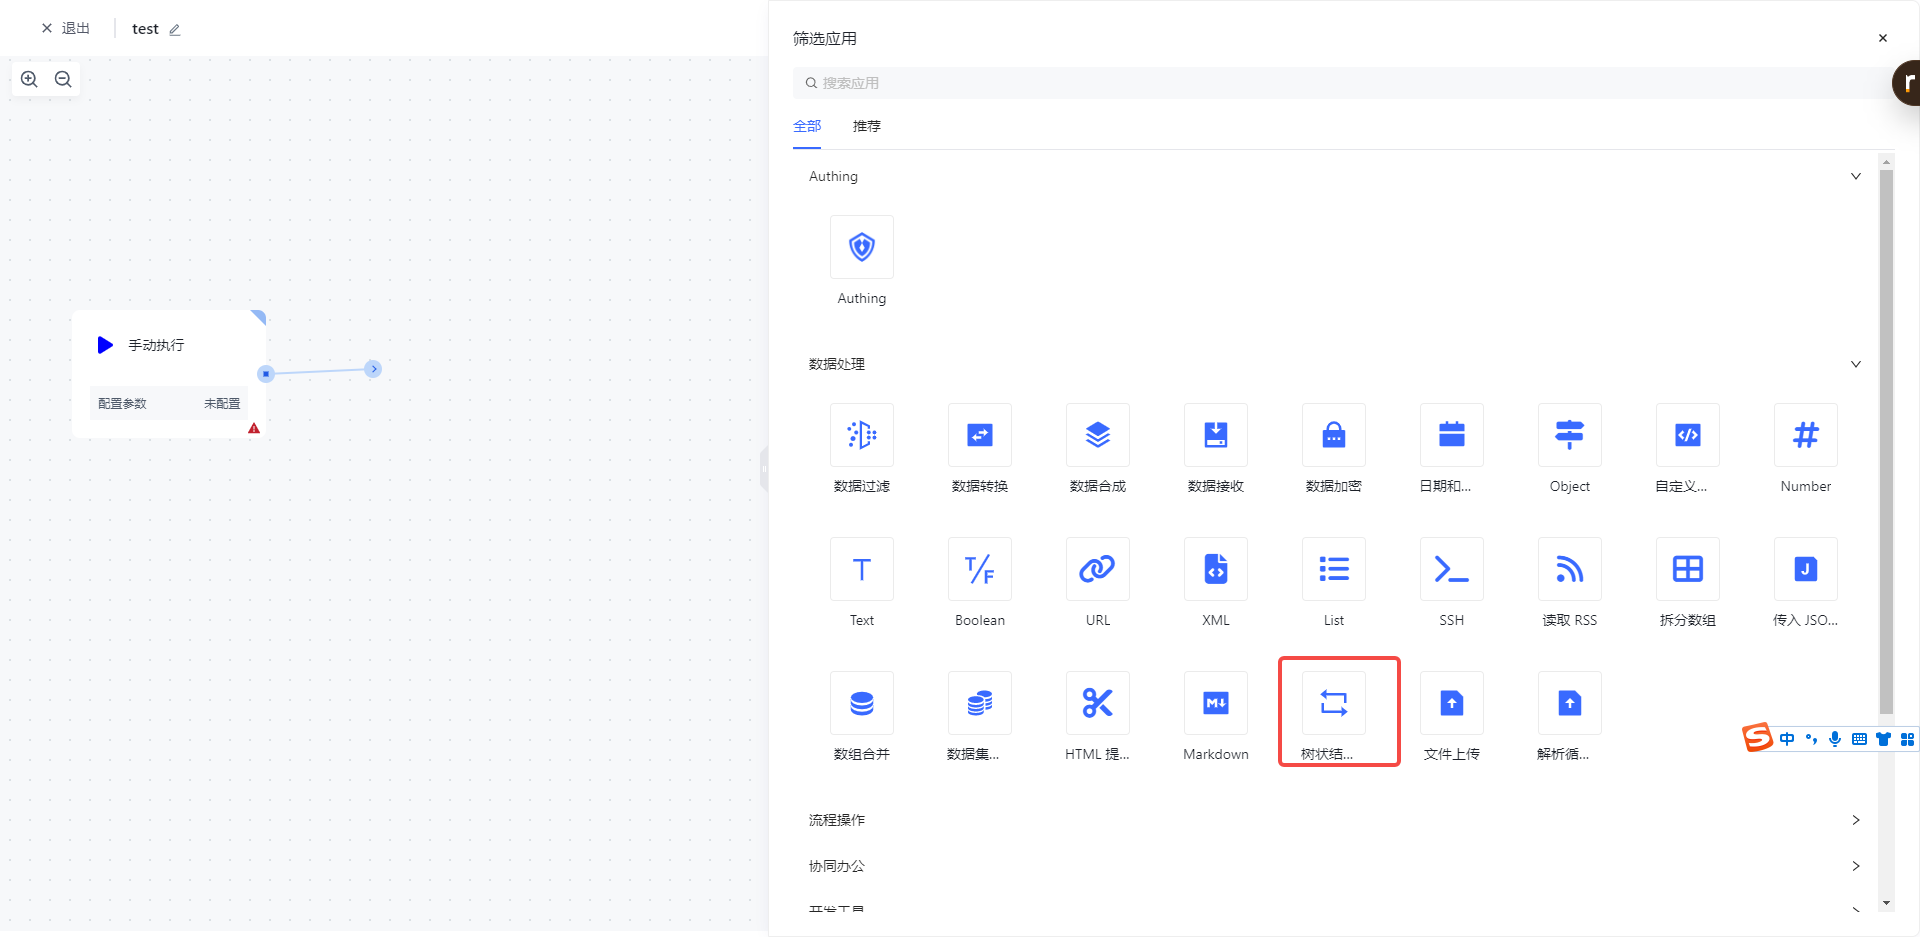 退出
test
手动执行
配置参数 未配置
筛选应用
搜索应用
全部 推荐
Authing
Authing
数据处理
数据过滤 数据转换 数据合成 数据接收 数据加密 日期和... Object 自定义... Number
T T/F J
Text Boolean URL XML List SSH 读取 RSS 拆分数组 传入 JSO...
M
数组合并 数据集... HTML 提... Markdown 树状结... 文件上传 解析循...
流程操作
协同办公
开发工具
r
S 中